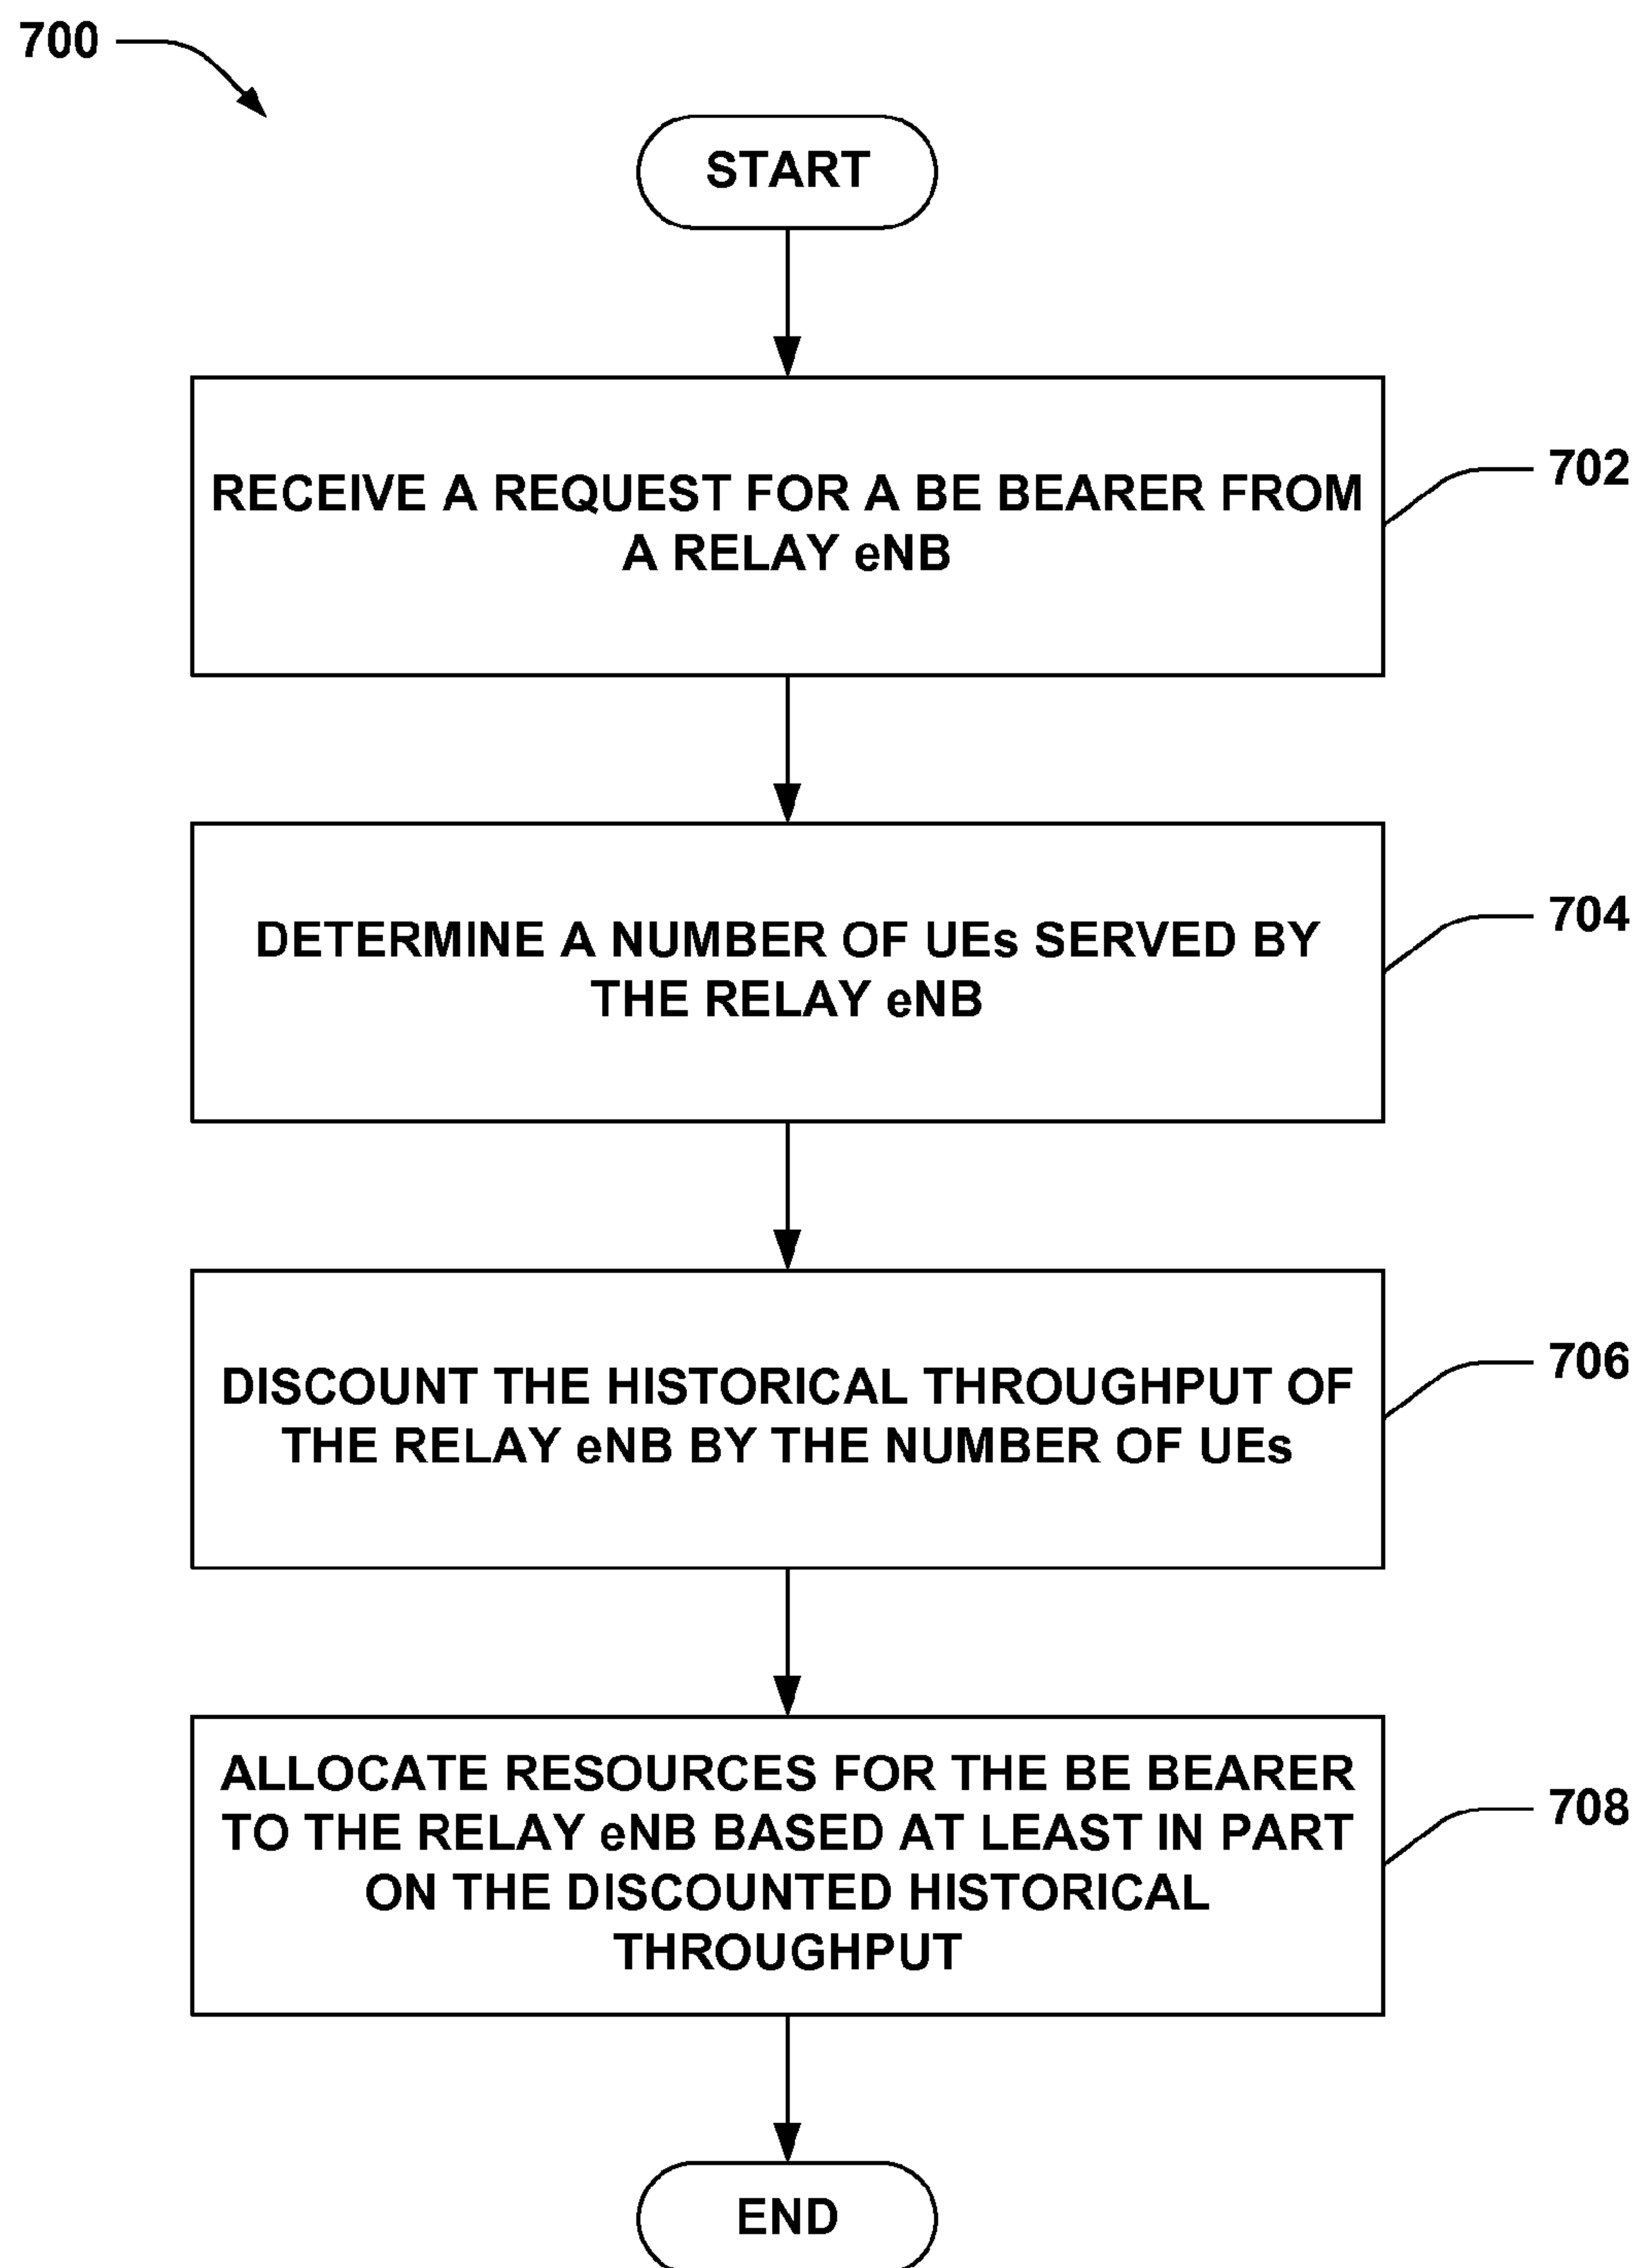 700
START
RECEIVE A REQUEST FOR A BE BEARER FROM
A RELAY eNB
702
DETERMINE A NUMBER OF UEs SERVED BY
THE RELAY eNB
704
DISCOUNT THE HISTORICAL THROUGHPUT OF
THE RELAY eNB BY THE NUMBER OF UEs
706
ALLOCATE RESOURCES FOR THE BE BEARER
TO THE RELAY eNB BASED AT LEAST IN PART
ON THE DISCOUNTED HISTORICAL
THROUGHPUT
708
END